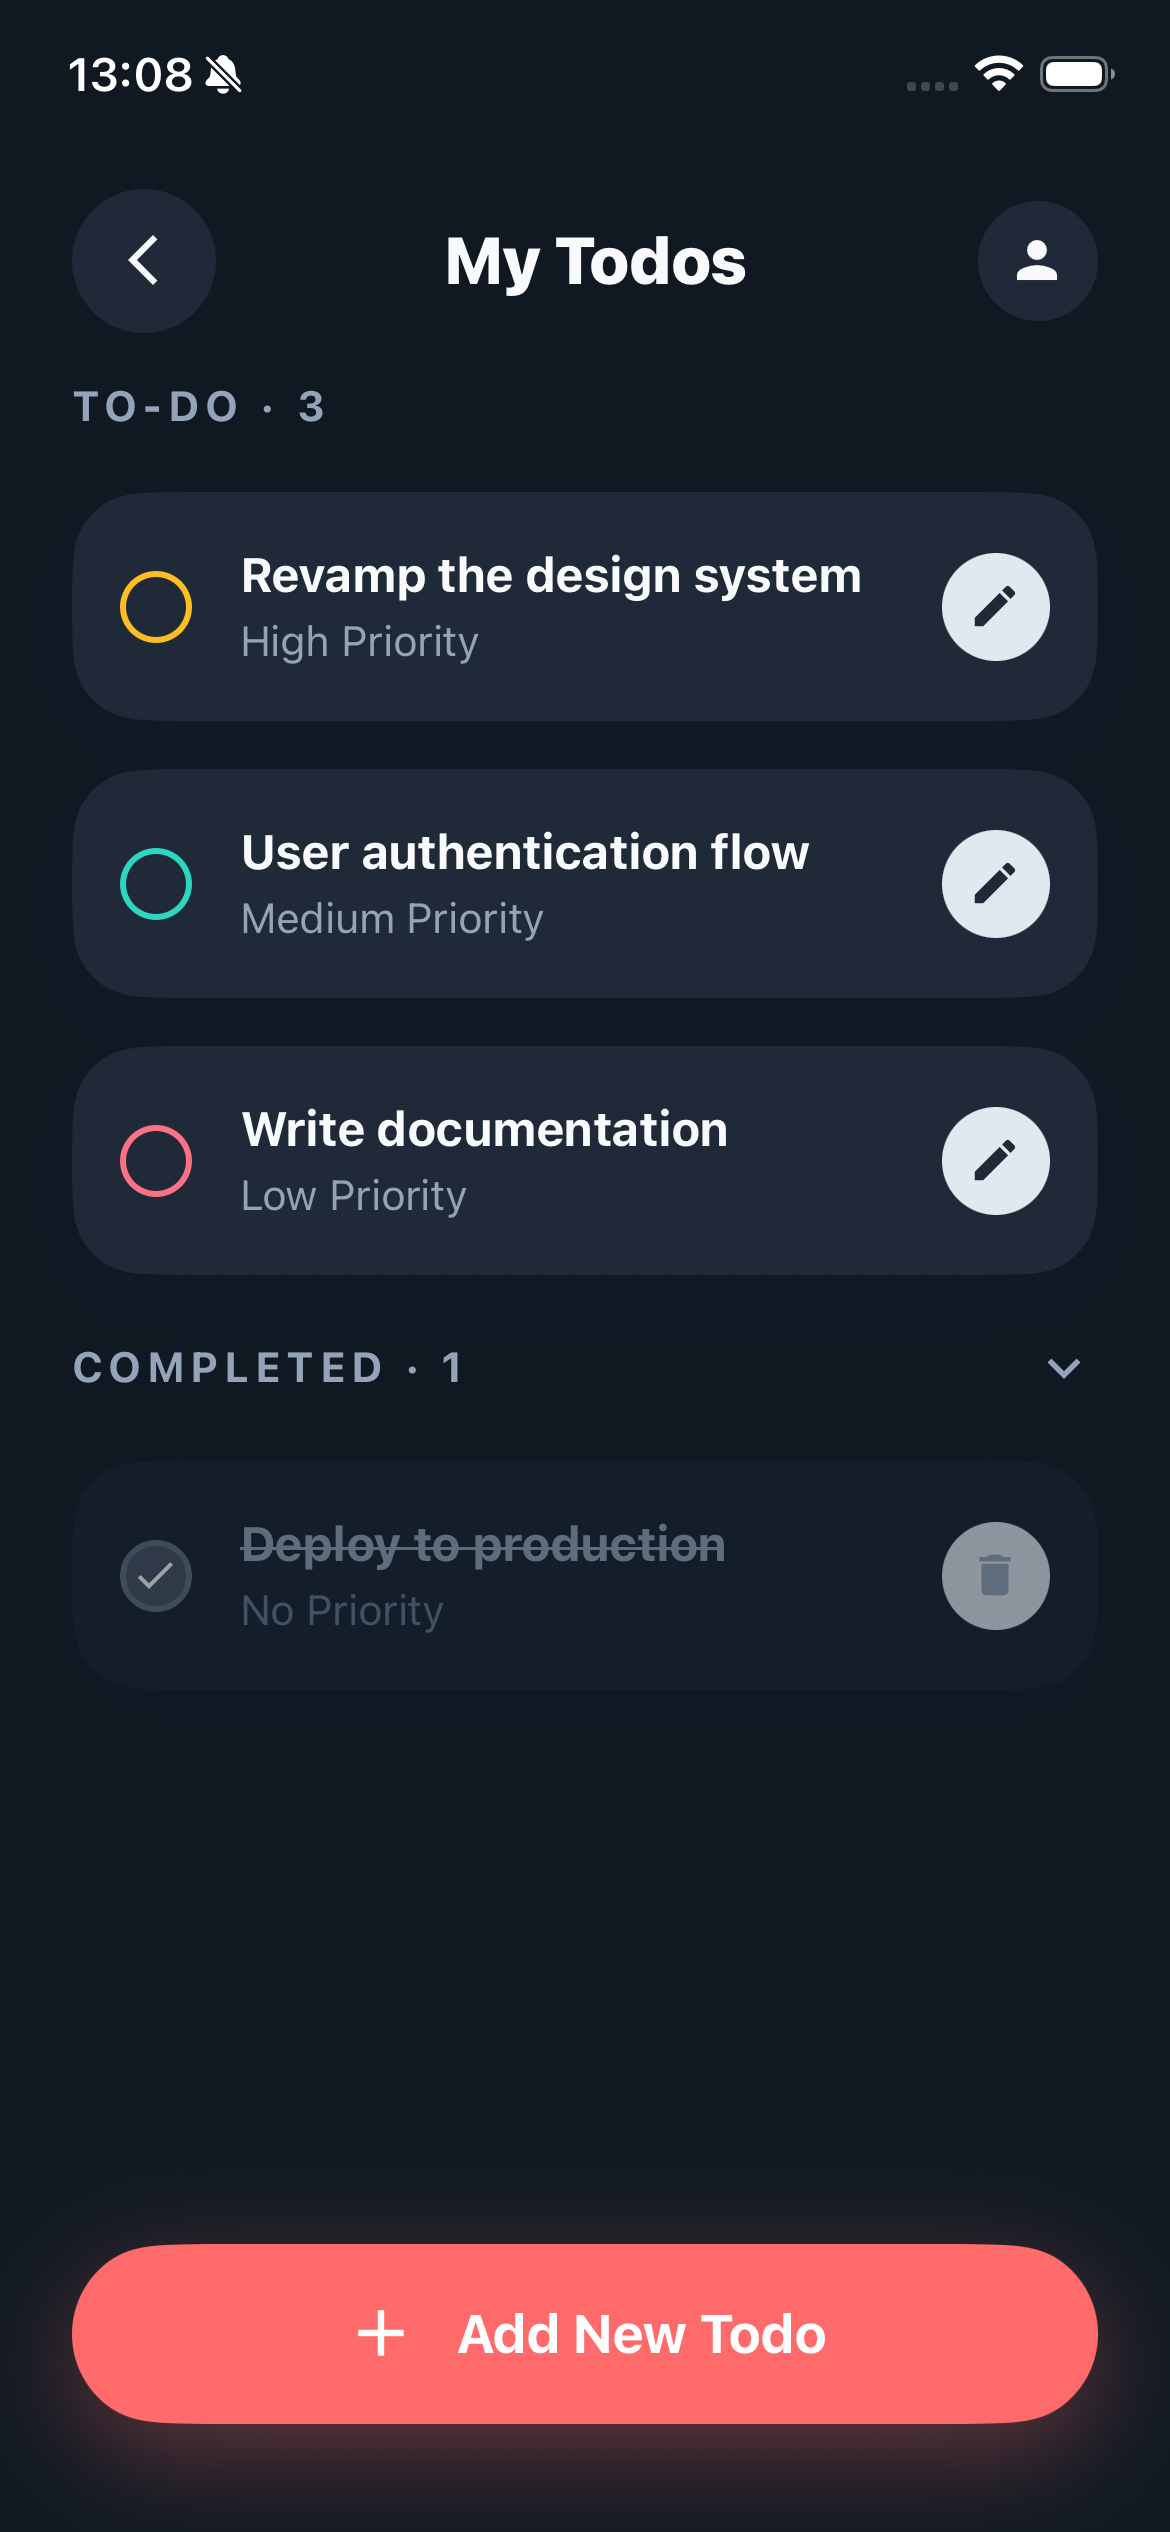 13:08
My Todos
TO-DO · 3
Revamp the design system
High Priority
User authentication flow
Medium Priority
Write documentation
Low Priority
COMPLETED · 1
Deploy to production
No Priority
Add New Todo